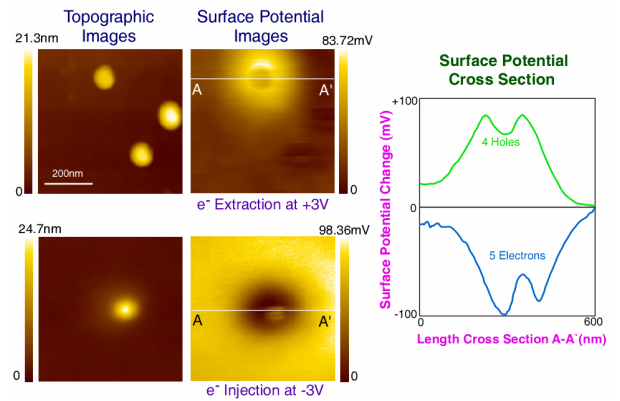 Topographic
Images
Surface Potential
Images
21.3nm
83.72mV
A
A'
200nm
0
0
e- Extraction at +3V
24.7nm
98.36mV
A
A'
0
0
e- Injection at -3V
Surface Potential
Cross Section
+100
4 Holes
Surface Potential Change (mV)
0
5 Electrons
-100
0
600
Length Cross Section A-A`(nm)